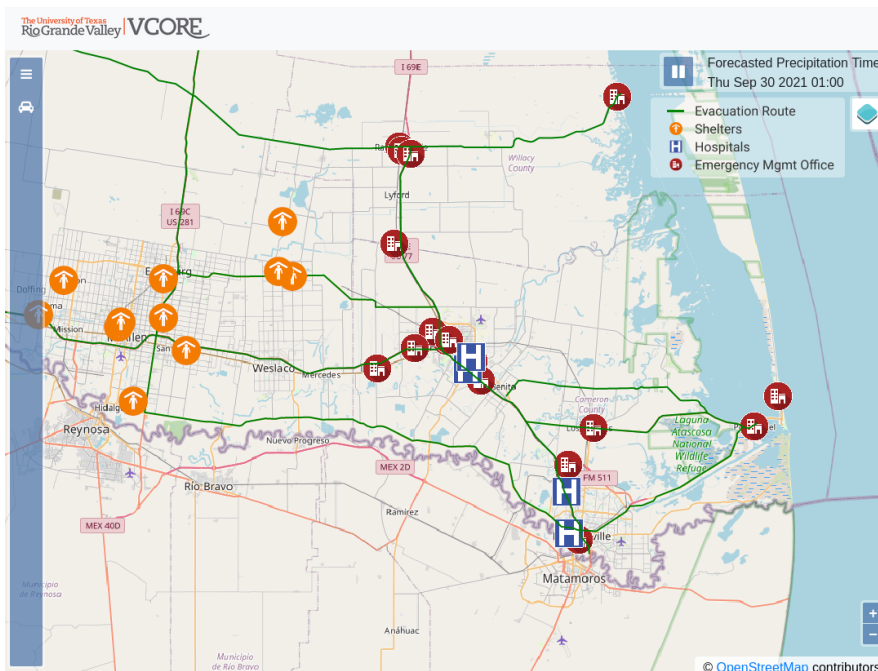 The University of Texas
RioGrande Valley VCORE
Forecasted Precipitation Time
Thu Sep 30 2021 01:00
Evacuation Route
Shelters
Hospitals
Emergency Mgmt Office
I 69E
Willacy
County
Lyford
I 69C
US 281
Mission
Weslaco
Mercedes
Cameron
County
Reynosa
Nuevo Progreso
Laguna
Atascosa
National
Wildlife
Refuge
MEX 2D
FM 511
Río Bravo
Ramírez
MEX 40D
Matamoros
Municipio
de Reynosa
Anáhuac
Municipio
de Río Bravo
+
−
© OpenStreetMap contributors